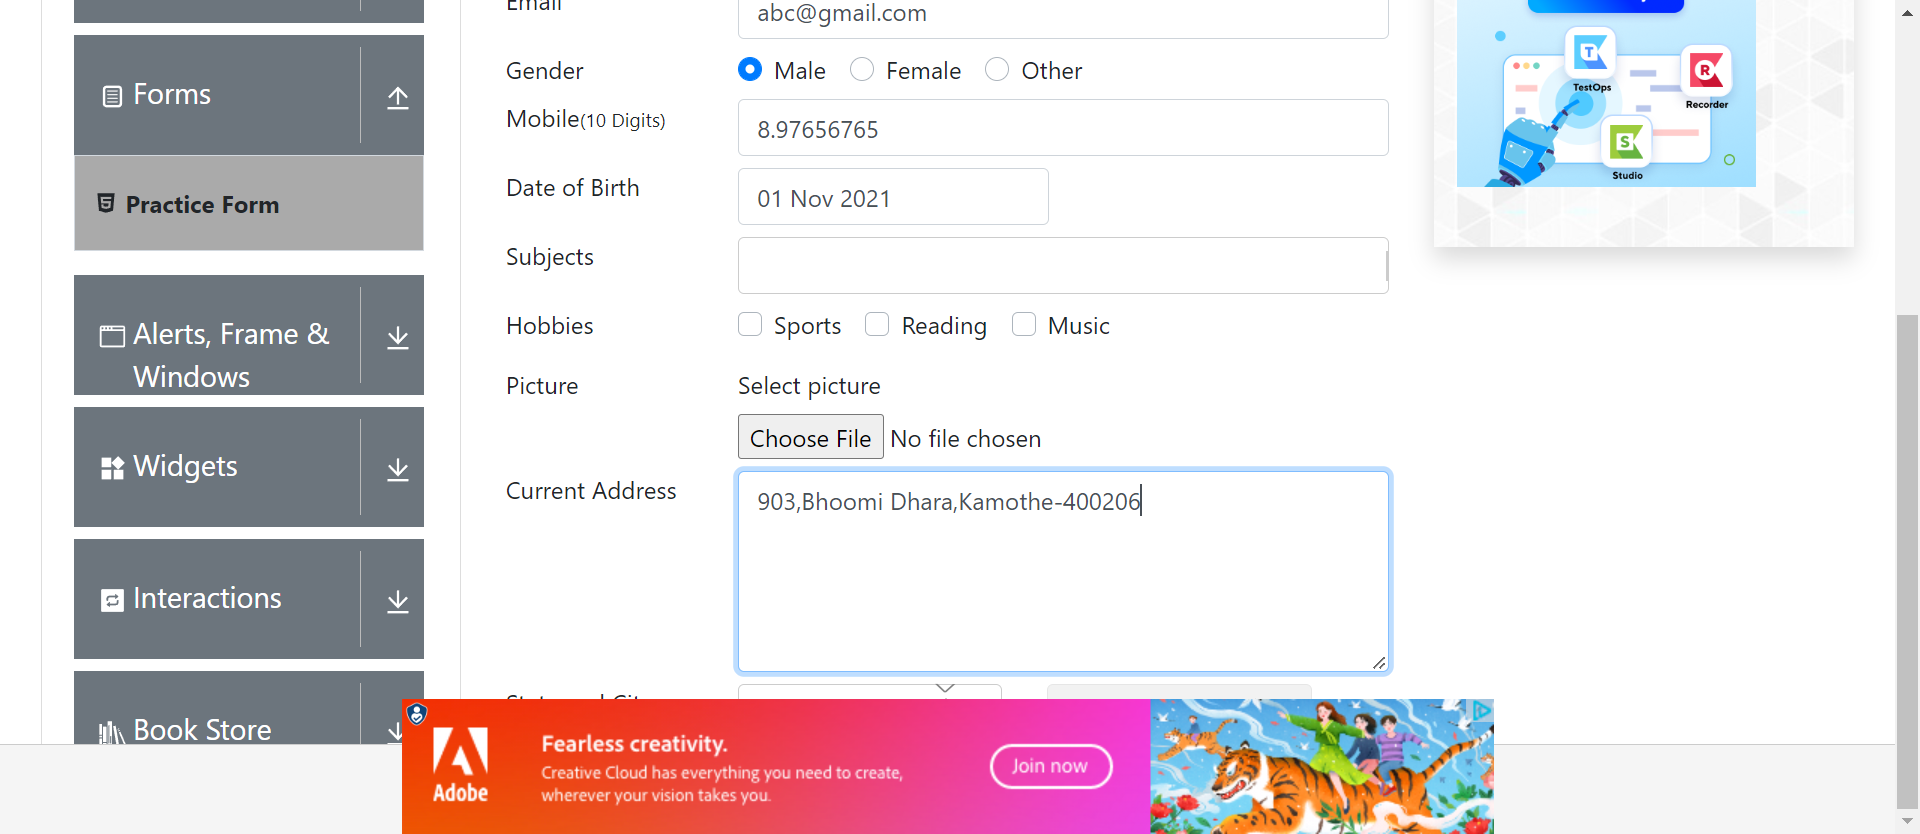 Email
abc@gmail.com
Gender
Male
Female
Other
Mobile(10 Digits)
8.97656765
Date of Birth
01 Nov 2021
Subjects
Hobbies
Sports
Reading
Music
Picture
Select picture
Choose File
No file chosen
Current Address
903,Bhoomi Dhara,Kamothe-400206
Forms
Practice Form
Alerts, Frame &
Windows
Widgets
Interactions
Book Store
T
TestOps
R
Recorder
S
Studio
Adobe
Fearless creativity.
Creative Cloud has everything you need to create,
wherever your vision takes you.
Join now